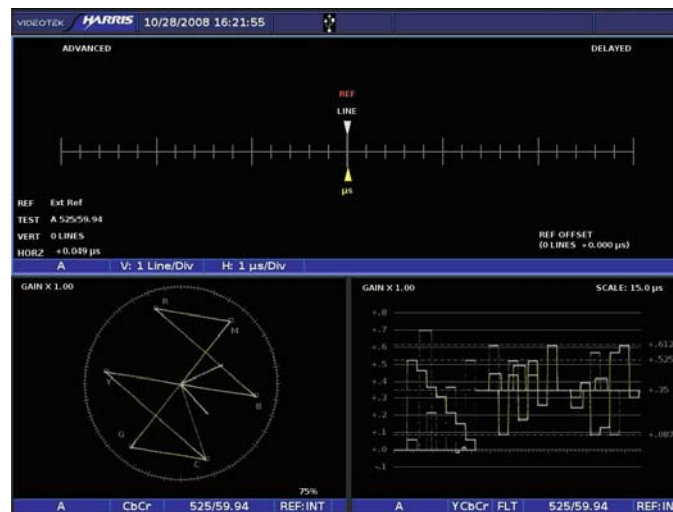 VIDEOTEK HARRIS 10/28/2008 16:21:55
ADVANCED DELAYED
REF
LINE
µs
REF Ext Ref
TEST A 525/59.94
VERT 0 LINES
HORZ +0.049 µs
REF OFFSET
(0 LINES +0.000 µs)
A V: 1 Line/Div H: 1 µs/Div
GAIN X 1.00
R
M
Y
B
G
C
75%
A CbCr 525/59.94 REF:INT
GAIN X 1.00 SCALE: 15.0 µs
+.8
+.7
+.6
+.5
+.4
+.3
+.2
+.1
+.0
-.1
+.612
+.525
+.35
+.087
A YCbCr FLT 525/59.94 REF:IN